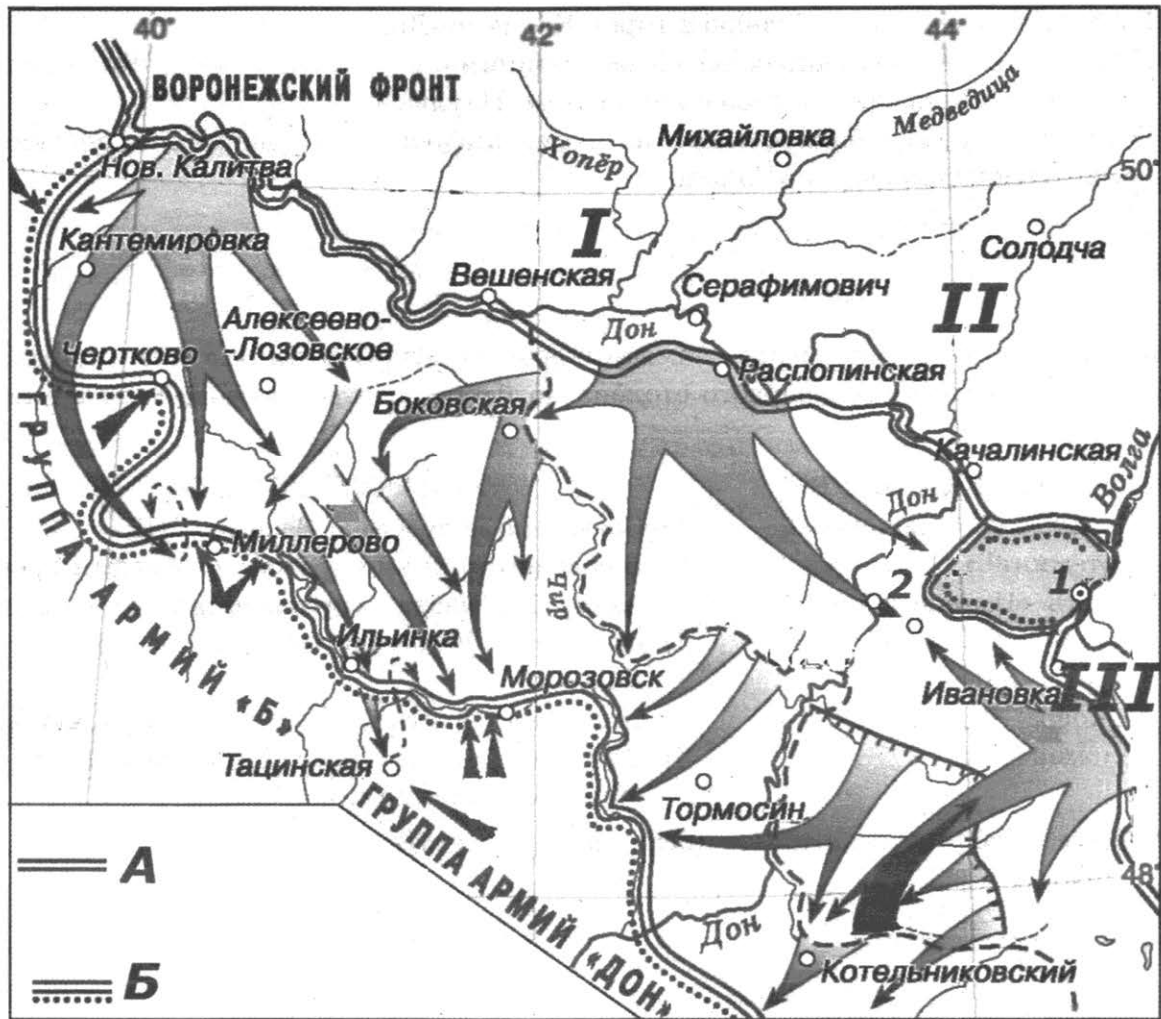 40°
42°
44°
ВОРОНЕЖСКИЙ ФРОНТ
Михайловка
Медведица
Хопёр
50°
Нов. Калитва
I
Солодча
Кантемировка
Вешенская
Серафимович
II
Дон
Алексеево-
-Лозовское
Чертково
Распопинская
Боковская
Качалинская
Волга
Дон
ГРУППА АРМИЙ «Б»
Миллерово
Чир
2
1
Ильинка
Морозовск
Ивановка
III
Тацинская
Тормосин
ГРУППА АРМИЙ «ДОН»
А
48°
Дон
Котельниковский
Б